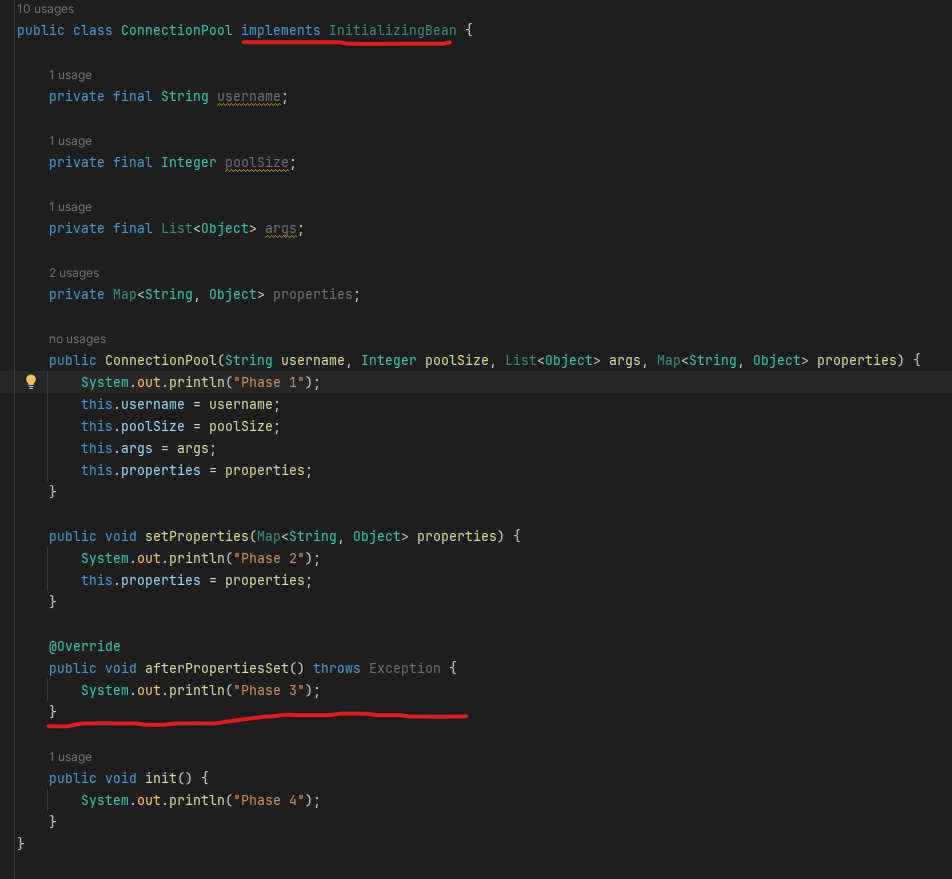 10 usages
public class ConnectionPool implements InitializingBean {
1 usage
private final String username;
1 usage
private final Integer poolSize;
1 usage
private final List<Object> args;
2 usages
private Map<String, Object> properties;
no usages
public ConnectionPool(String username, Integer poolSize, List<Object> args, Map<String, Object> properties) {
System.out.println("Phase 1");
this.username = username;
this.poolSize = poolSize;
this.args = args;
this.properties = properties;
}
public void setProperties(Map<String, Object> properties) {
System.out.println("Phase 2");
this.properties = properties;
}
@Override
public void afterPropertiesSet() throws Exception {
System.out.println("Phase 3");
}
1 usage
public void init() {
System.out.println("Phase 4");
}
}